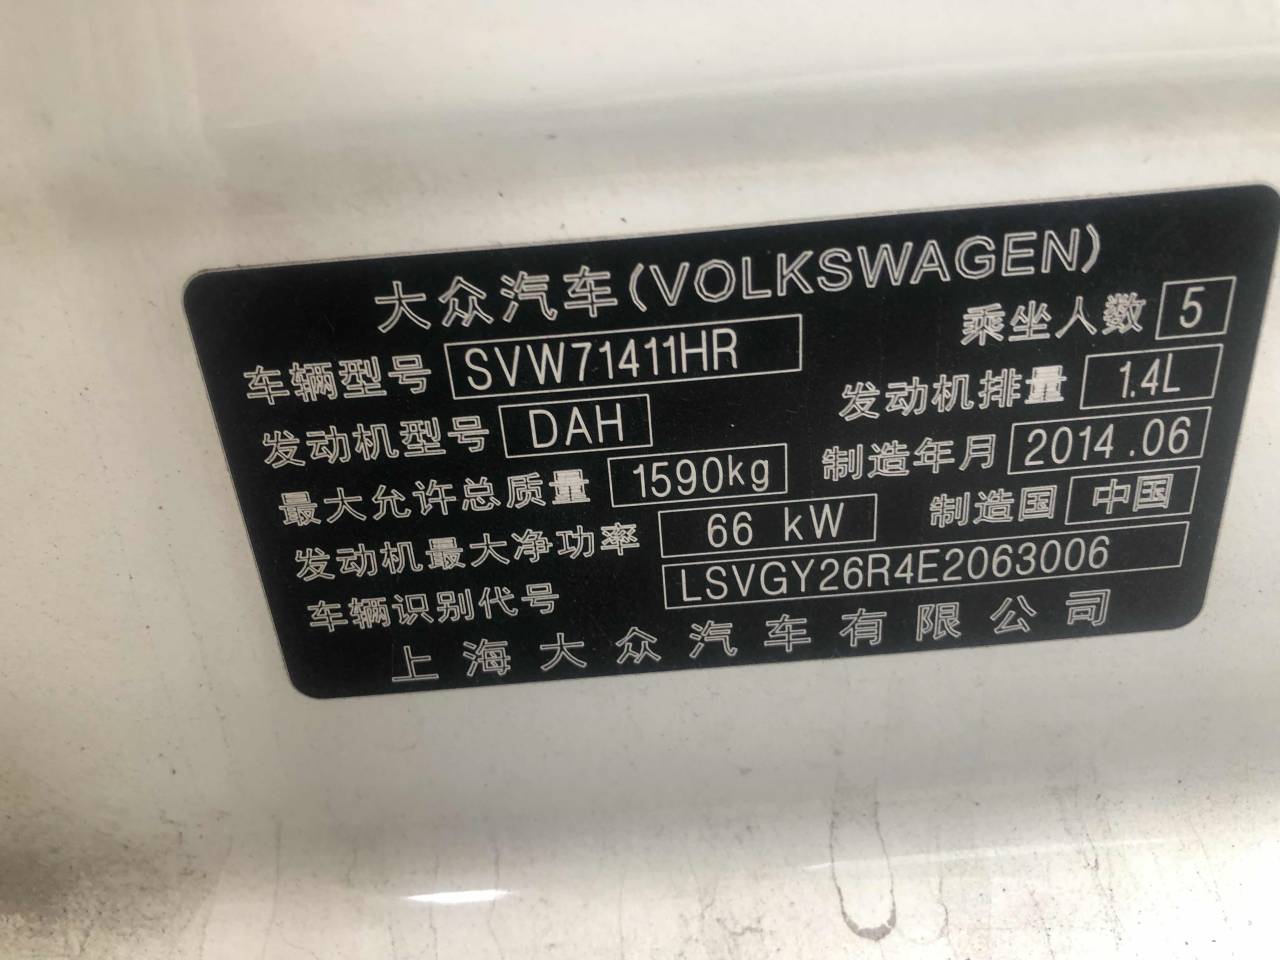 大众汽车(VOLKSWAGEN)
车辆型号 SVW71411HR 乘坐人数 5
发动机型号 DAH 发动机排量 1.4L
最大允许总质量 1590kg 制造年月 2014.06
发动机最大净功率 66 kW 制造国 中国
车辆识别代号 LSVGY26R4E2063006
上海大众汽车有限公司